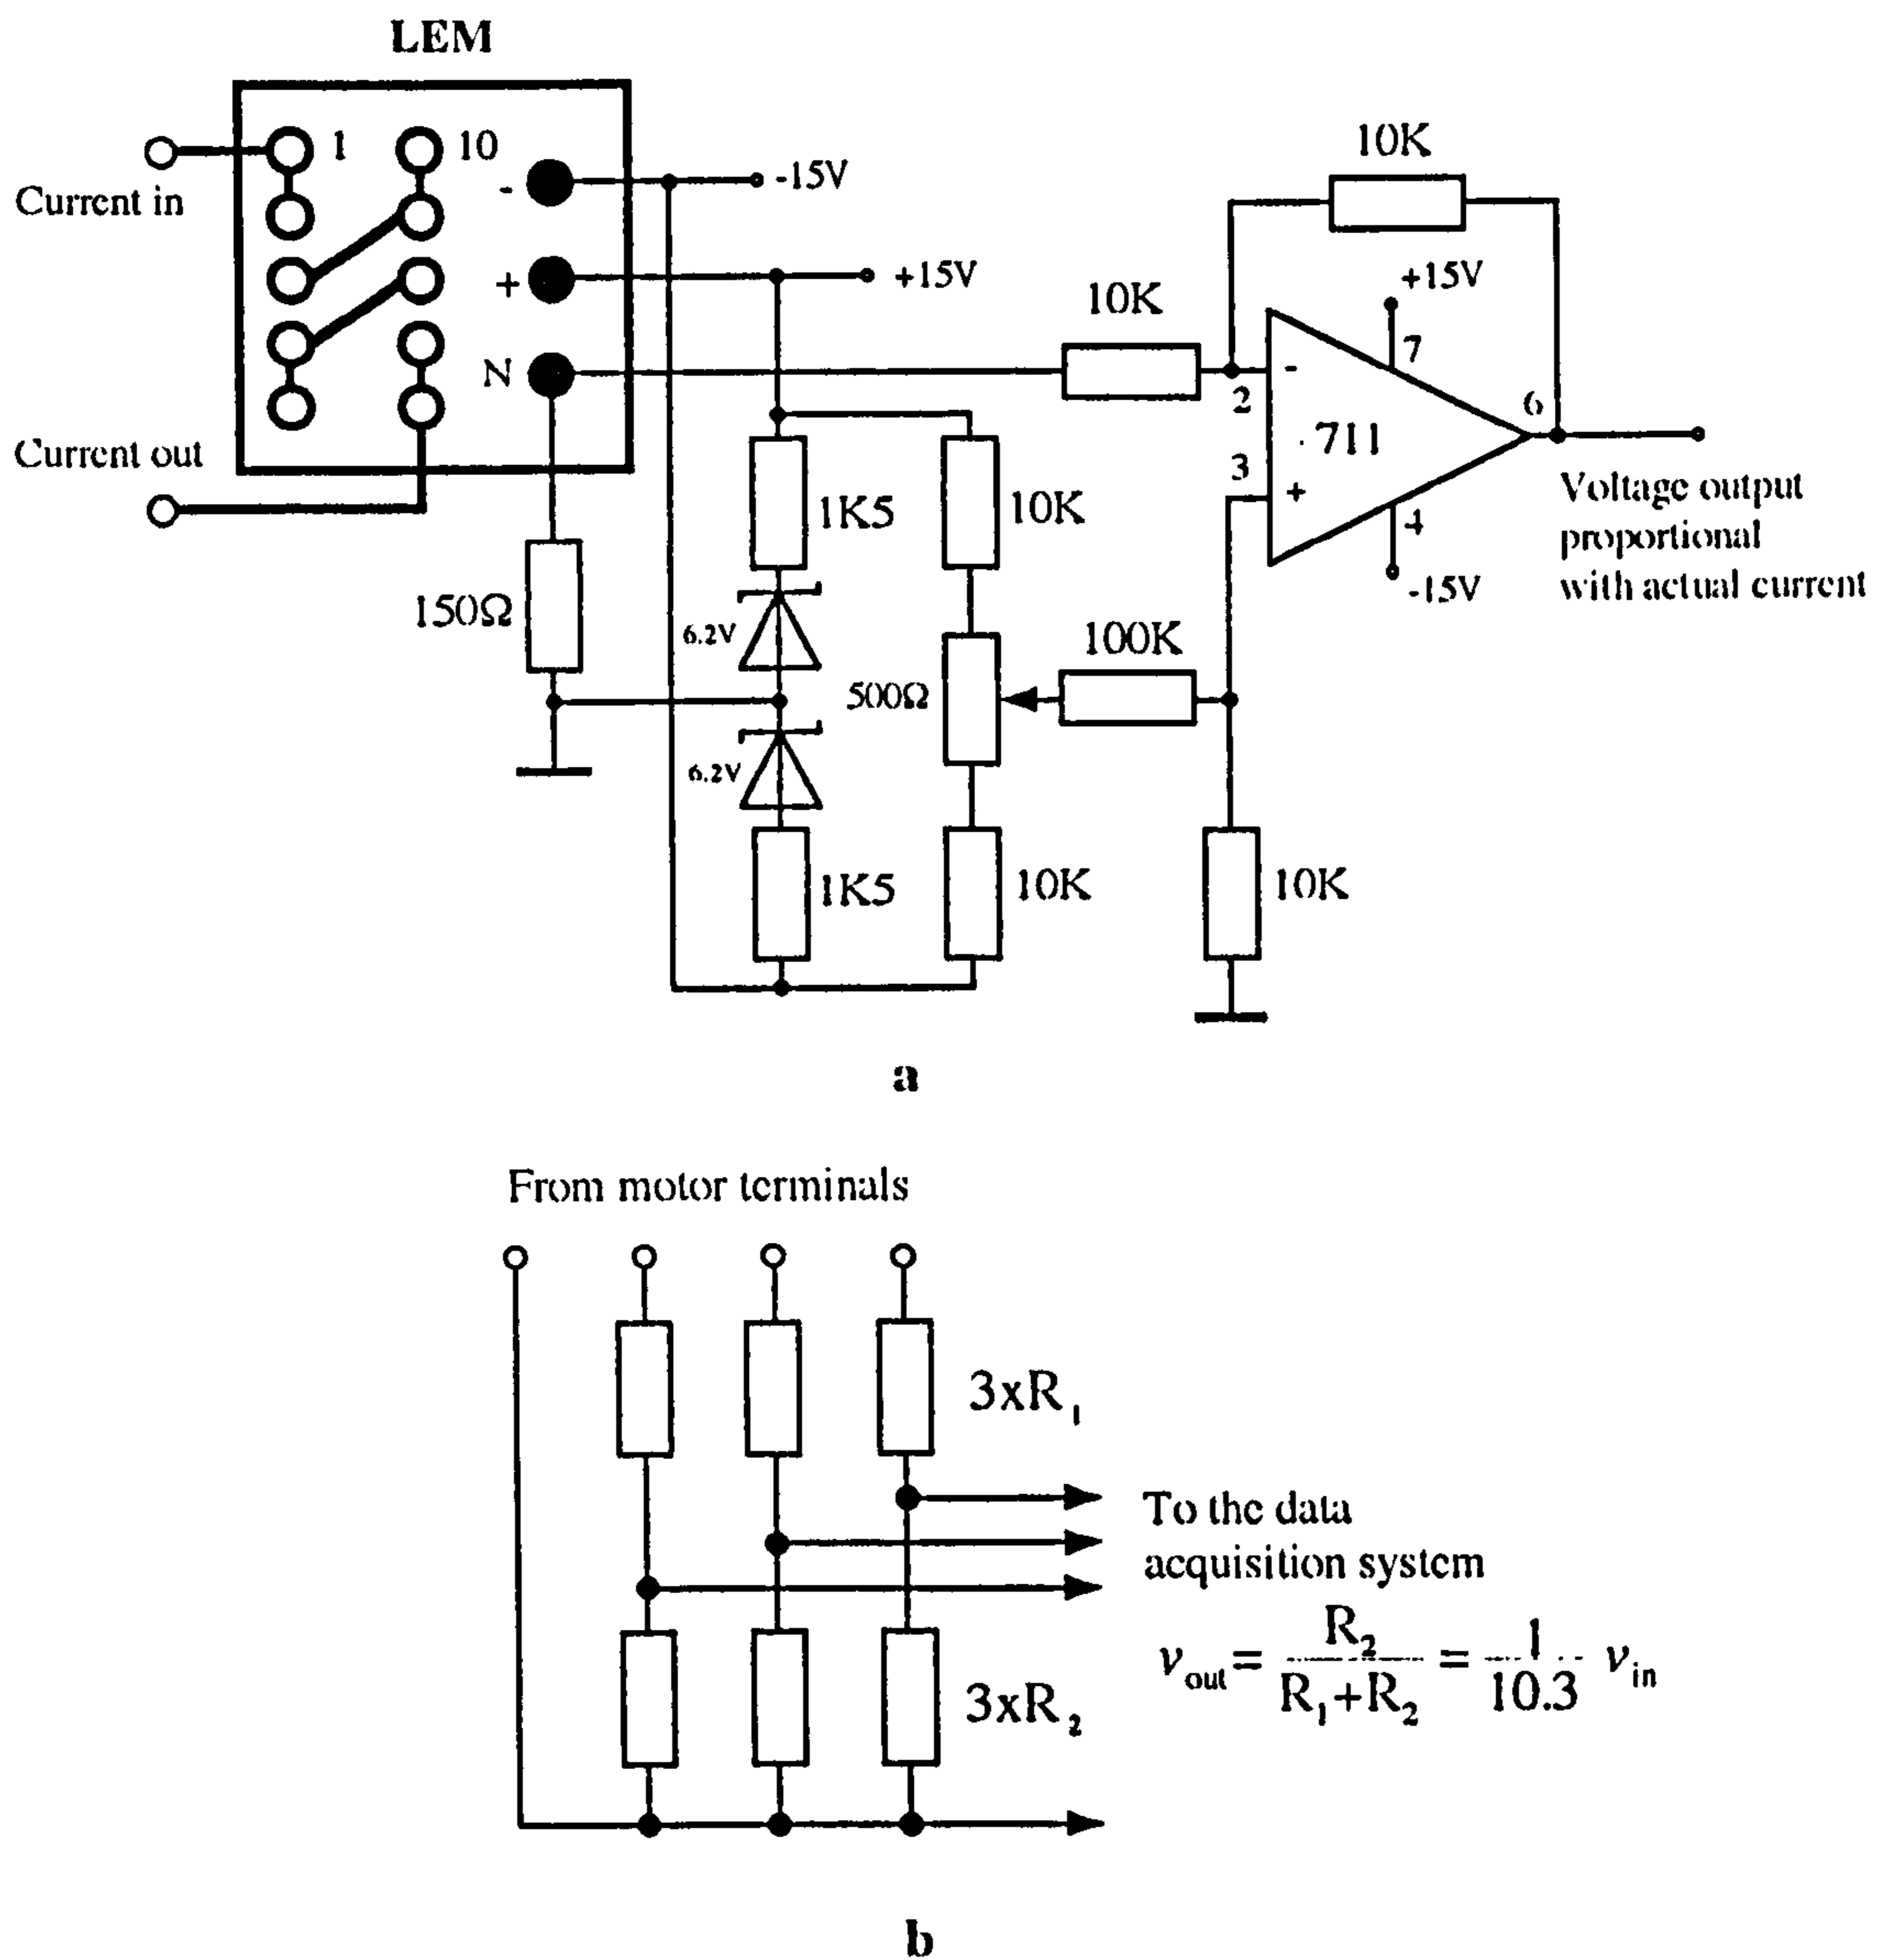 LEM
1
10
-
-15V
Current in
+
+15V
N
Current out
10K
10K
+15V
7
-
2
711
6
3
+
4
-15V
Voltage output
proportional
with actual current
1K5
10K
150Ω
6.2V
100K
500Ω
6.2V
1K5
10K
10K
a
From motor terminals
3xR1
To the data
acquisition system
vout = R2 / R1+R2 = 1 / 10.3 vin
3xR2
b